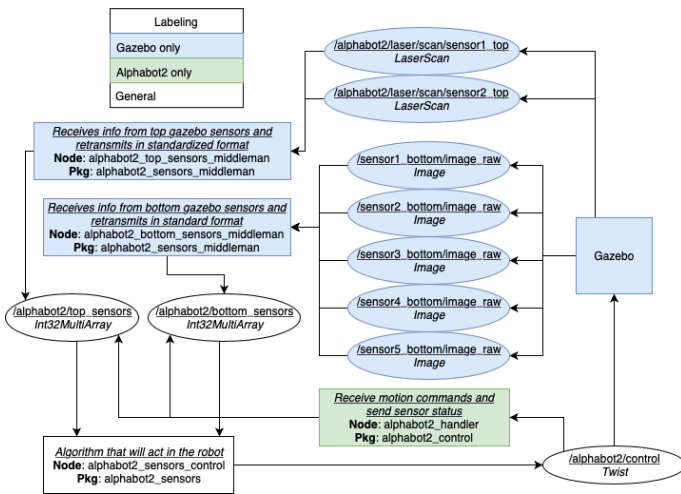 Labeling
Gazebo only
Alphabot2 only
General
/alphabot2/laser/scan/sensor1_top
LaserScan
/alphabot2/laser/scan/sensor2_top
LaserScan
Receives info from top gazebo sensors and
retransmits in standardized format
Node: alphabot2_top_sensors_middleman
Pkg: alphabot2_sensors_middleman
Receives info from bottom gazebo sensors and
retransmits in standard format
Node: alphabot2_bottom_sensors_middleman
Pkg: alphabot2_sensors_middleman
/sensor1_bottom/image_raw
Image
/sensor2_bottom/image_raw
Image
/sensor3_bottom/image_raw
Image
/sensor4_bottom/image_raw
Image
/sensor5_bottom/image_raw
Image
Gazebo
/alphabot2/top_sensors
Int32MultiArray
/alphabot2/bottom_sensors
Int32MultiArray
Receive motion commands and
send sensor status
Node: alphabot2_handler
Pkg: alphabot2_control
Algorithm that will act in the robot
Node: alphabot2_sensors_control
Pkg: alphabot2_sensors
/alphabot2/control
Twist